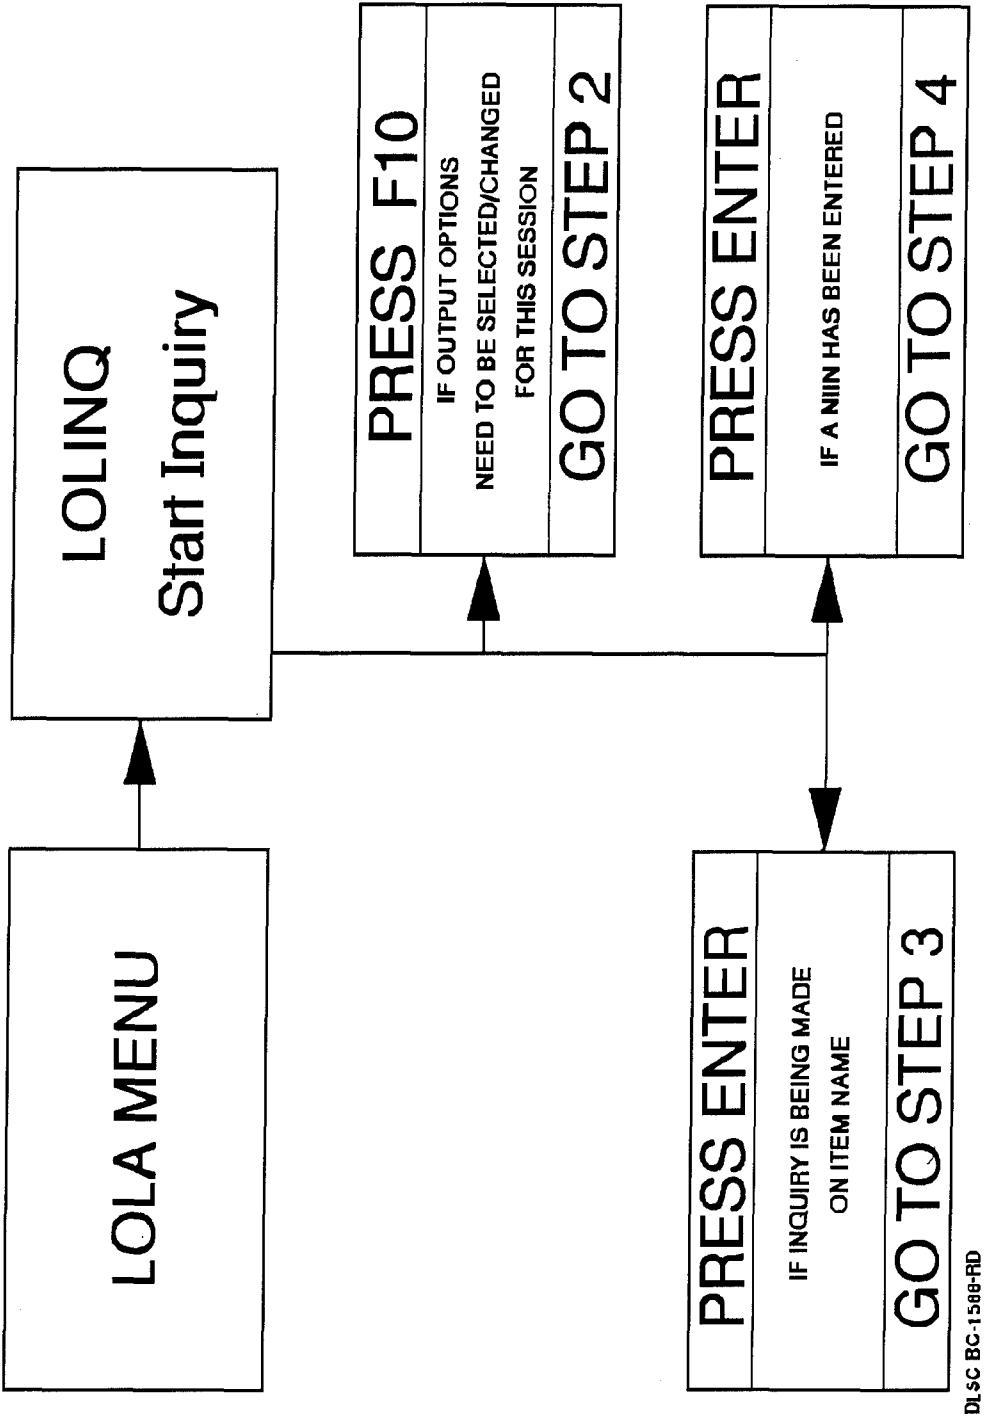 LOLA MENU
LOLINQ
Start Inquiry
PRESS F10
IF OUTPUT OPTIONS
NEED TO BE SELECTED/CHANGED
FOR THIS SESSION
GO TO STEP 2
PRESS ENTER
IF INQUIRY IS BEING MADE
ON ITEM NAME
GO TO STEP 3
PRESS ENTER
IF A NIIN HAS BEEN ENTERED
GO TO STEP 4
DLSC BC-1588-RD